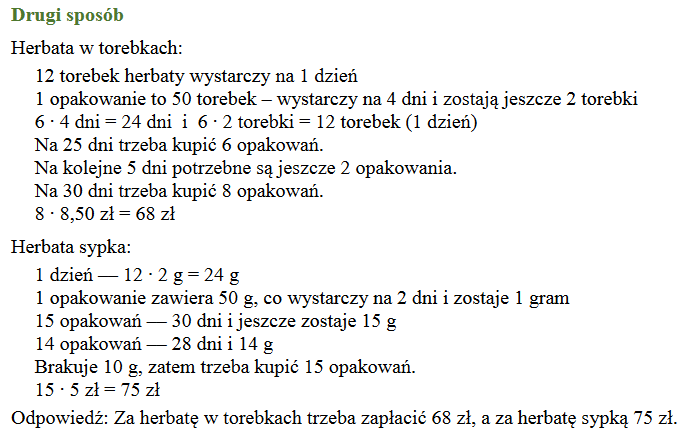 Drugi sposób
Herbata w torebkach:
12 torebek herbaty wystarczy na 1 dzień
1 opakowanie to 50 torebek – wystarczy na 4 dni i zostają jeszcze 2 torebki
6 · 4 dni = 24 dni i 6 · 2 torebki = 12 torebek (1 dzień)
Na 25 dni trzeba kupić 6 opakowań.
Na kolejne 5 dni potrzebne są jeszcze 2 opakowania.
Na 30 dni trzeba kupić 8 opakowań.
8 · 8,50 zł = 68 zł
Herbata sypka:
1 dzień — 12 · 2 g = 24 g
1 opakowanie zawiera 50 g, co wystarczy na 2 dni i zostaje 1 gram
15 opakowań — 30 dni i jeszcze zostaje 15 g
14 opakowań — 28 dni i 14 g
Brakuje 10 g, zatem trzeba kupić 15 opakowań.
15 · 5 zł = 75 zł
Odpowiedź: Za herbatę w torebkach trzeba zapłacić 68 zł, a za herbatę sypką 75 zł.